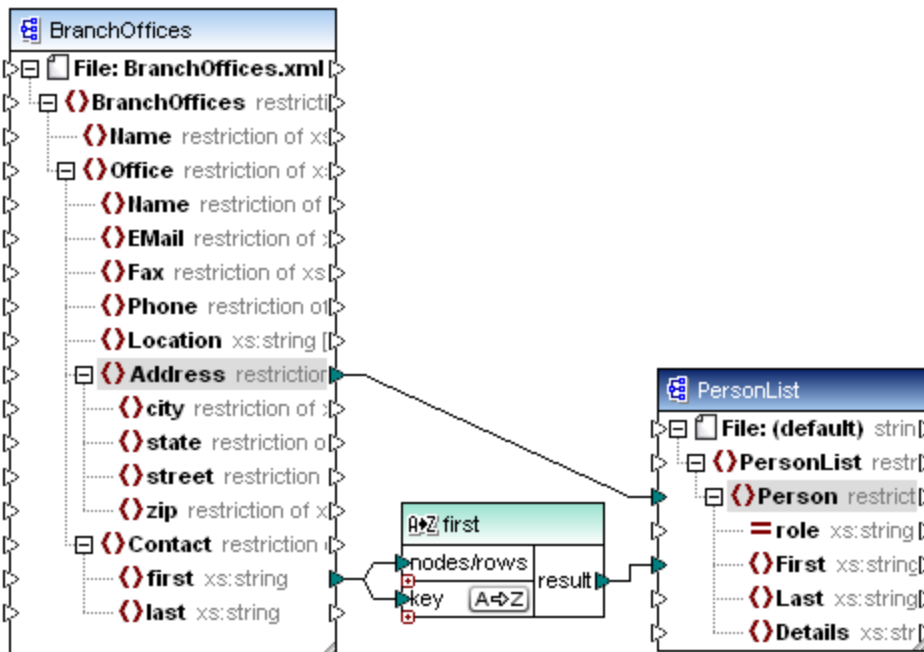 BranchOffices
File: BranchOffices.xml
BranchOffices restricti
Name restriction of xs
Office restriction of x
Name restriction of
EMail restriction of
Fax restriction of xs
Phone restriction of
Location xs:string [
Address restriction
city restriction of
state restriction o
street restriction
zip restriction of x
Contact restriction
first xs:string
last xs:string
A➔Z first
nodes/rows
key A⇨Z
result
PersonList
File: (default) strin
PersonList restr
Person restrict
role xs:string
First xs:string
Last xs:string
Details xs:str